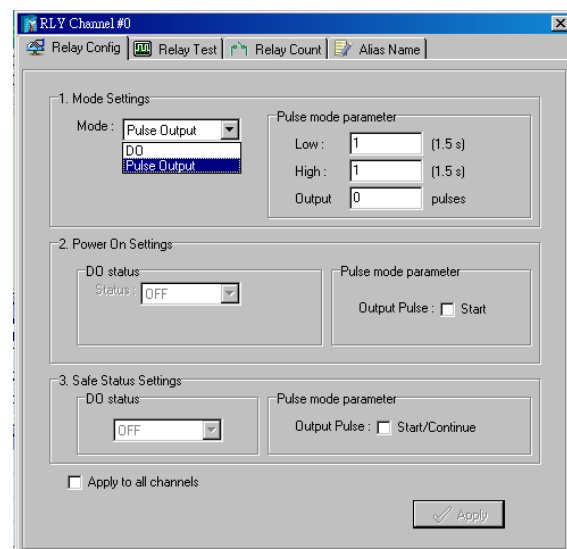 RLY Channel #0
Relay Config Relay Test Relay Count Alias Name
1. Mode Settings
Mode : Pulse Output
DO
Pulse Output
Pulse mode parameter
Low : 1 (1.5 s)
High : 1 (1.5 s)
Output 0 pulses
2. Power On Settings
DO status
Status : OFF
Pulse mode parameter
Output Pulse : Start
3. Safe Status Settings
DO status
OFF
Pulse mode parameter
Output Pulse : Start/Continue
Apply to all channels
Apply